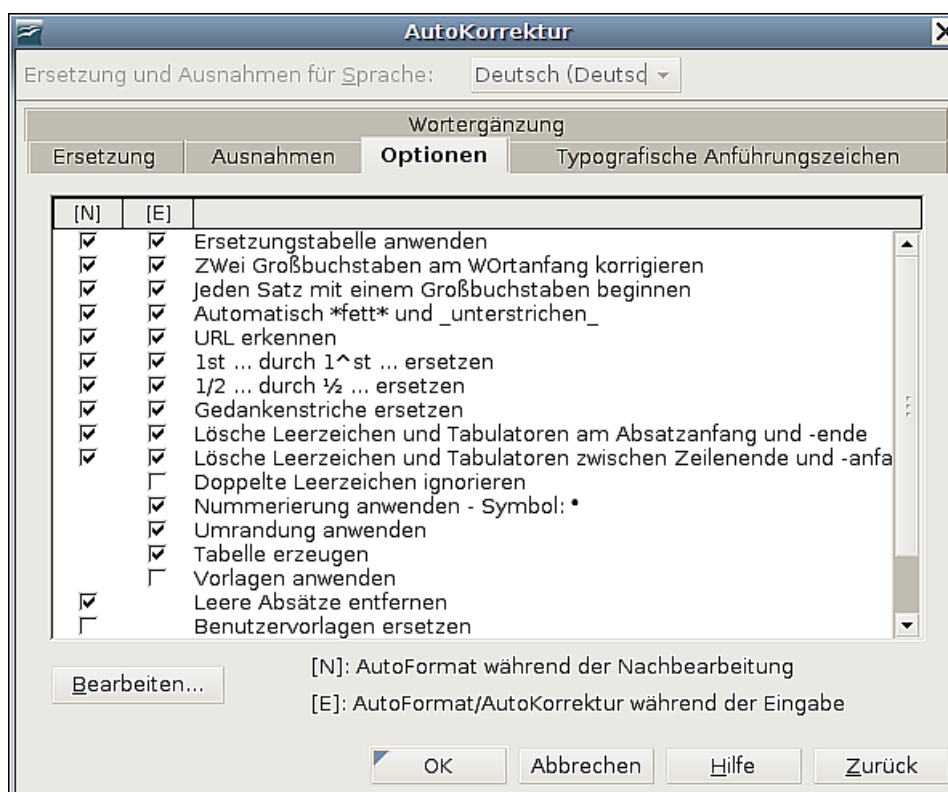 AutoKorrektur
Ersetzung und Ausnahmen für Sprache: Deutsch (Deutsc
Wortergänzung
Ersetzung Ausnahmen Optionen Typografische Anführungszeichen
[N] [E]
Ersetzungstabelle anwenden
ZWei Großbuchstaben am WOrtanfang korrigieren
Jeden Satz mit einem Großbuchstaben beginnen
Automatisch *fett* und _unterstrichen_
URL erkennen
1st ... durch 1^st ... ersetzen
1/2 ... durch ½ ... ersetzen
Gedankenstriche ersetzen
Lösche Leerzeichen und Tabulatoren am Absatzanfang und -ende
Lösche Leerzeichen und Tabulatoren zwischen Zeilenende und -anfa
Doppelte Leerzeichen ignorieren
Nummerierung anwenden - Symbol: •
Umrandung anwenden
Tabelle erzeugen
Vorlagen anwenden
Leere Absätze entfernen
Benutzervorlagen ersetzen
[N]: AutoFormat während der Nachbearbeitung
Bearbeiten...
[E]: AutoFormat/AutoKorrektur während der Eingabe
OK Abbrechen Hilfe Zurück